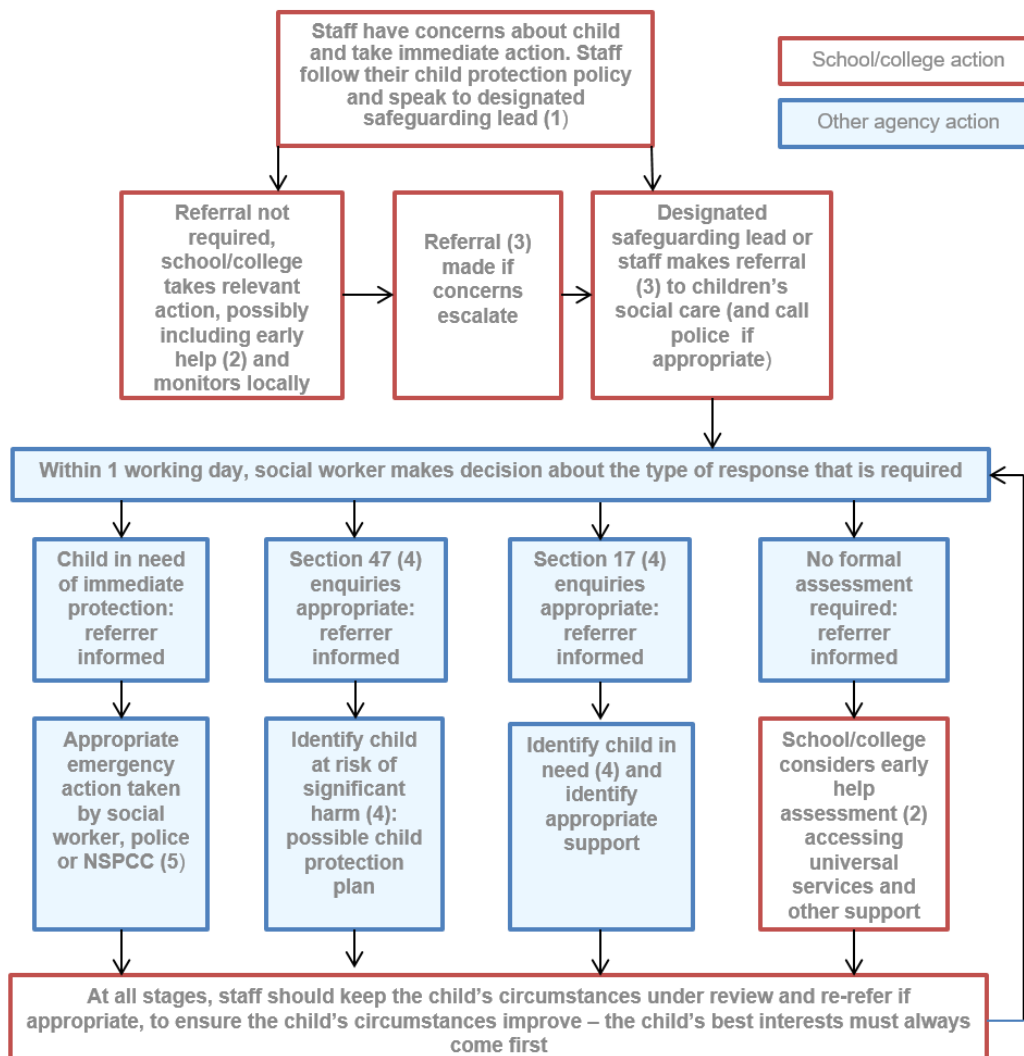 Staff have concerns about child
and take immediate action. Staff
follow their child protection policy
and speak to designated
safeguarding lead (1)
School/college action
Other agency action
Referral not
required,
school/college
takes relevant
action, possibly
including early
help (2) and
monitors locally
Referral (3)
made if
concerns
escalate
Designated
safeguarding lead or
staff makes referral
(3) to children’s
social care (and call
police if
appropriate)
Within 1 working day, social worker makes decision about the type of response that is required
Child in need
of immediate
protection:
referrer
informed
Section 47 (4)
enquiries
appropriate:
referrer
informed
Section 17 (4)
enquiries
appropriate:
referrer
informed
No formal
assessment
required:
referrer
informed
Appropriate
emergency
action taken
by social
worker, police
or NSPCC (5)
Identify child
at risk of
significant
harm (4):
possible child
protection
plan
Identify child in
need (4) and
identify
appropriate
support
School/college
considers early
help
assessment (2)
accessing
universal
services and
other support
At all stages, staff should keep the child’s circumstances under review and re-refer if
appropriate, to ensure the child’s circumstances improve – the child’s best interests must always
come first